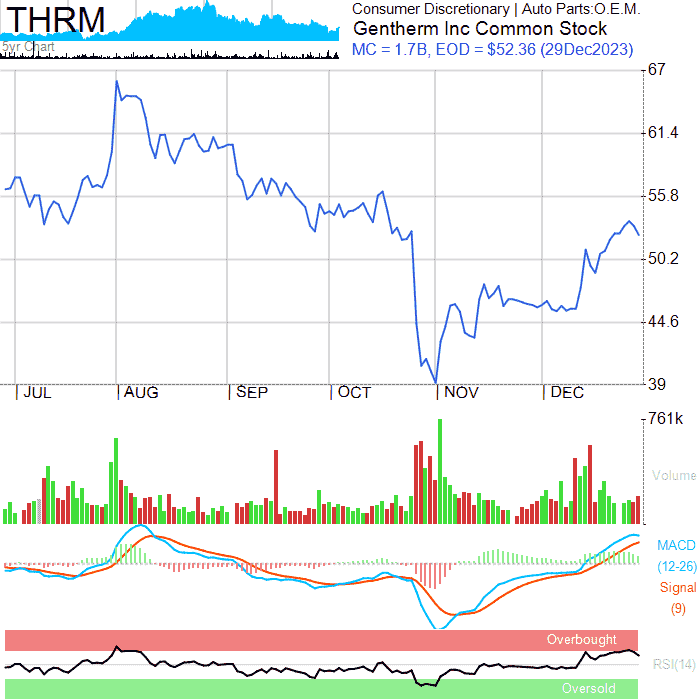 THRM
5yr Chart
Consumer Discretionary | Auto Parts:O.E.M.
Gentherm Inc Common Stock
MC = 1.7B, EOD = $52.36 (29Dec2023)
67
61.4
55.8
50.2
44.6
39
| JUL | AUG | SEP | OCT | NOV | DEC
761k
Volume
MACD
(12-26)
Signal
(9)
Overbought
RSI(14)
Oversold